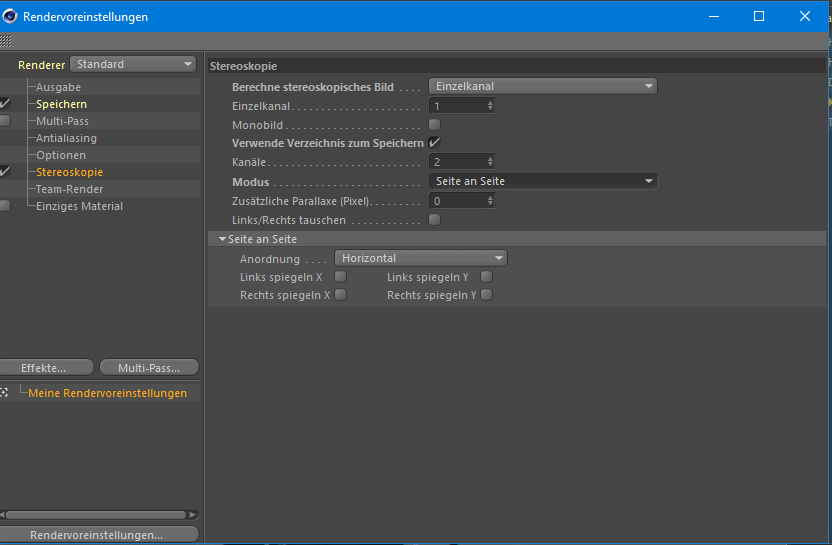 Rendervoreinstellungen
Renderer Standard
Ausgabe
Speichern
Multi-Pass
Antialiasing
Optionen
Stereoskopie
Team-Render
Einziges Material
Effekte... Multi-Pass...
Meine Rendervoreinstellungen
Rendervoreinstellungen...
Stereoskopie
Berechne stereoskopisches Bild . . . . Einzelkanal
Einzelkanal 1
Monobild
Verwende Verzeichnis zum Speichern
Kanäle 2
Modus Seite an Seite
Zusätzliche Parallaxe (Pixel) 0
Links/Rechts tauschen
Seite an Seite
Anordnung . . . . Horizontal
Links spiegeln X Links spiegeln Y
Rechts spiegeln X Rechts spiegeln Y